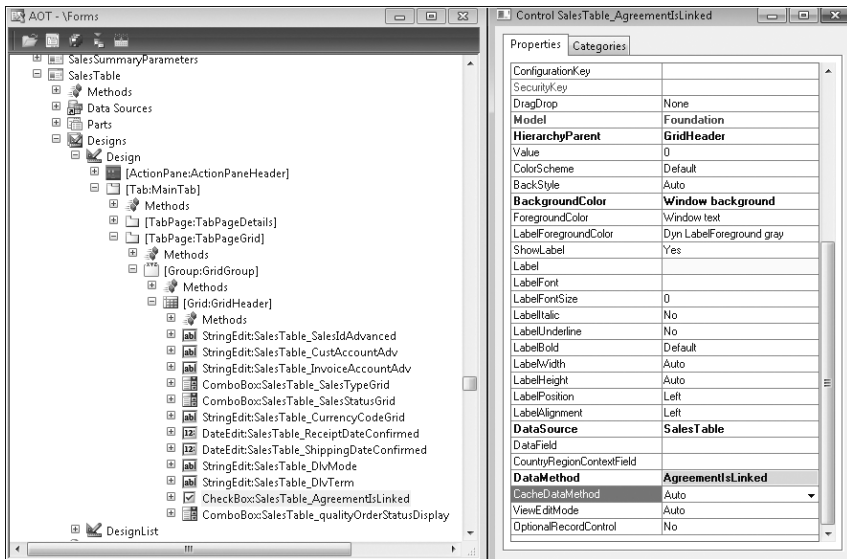 AOT - \Forms
SalesSummaryParameters
SalesTable
Methods
Data Sources
Parts
Designs
Design
[ActionPane:ActionPaneHeader]
[Tab:MainTab]
Methods
[TabPage:TabPageDetails]
[TabPage:TabPageGrid]
Methods
[Group:GridGroup]
Methods
[Grid:GridHeader]
Methods
StringEdit:SalesTable_SalesIdAdvanced
StringEdit:SalesTable_CustAccountAdv
StringEdit:SalesTable_InvoiceAccountAdv
ComboBox:SalesTable_SalesTypeGrid
ComboBox:SalesTable_SalesStatusGrid
StringEdit:SalesTable_CurrencyCodeGrid
DateEdit:SalesTable_ReceiptDateConfirmed
DateEdit:SalesTable_ShippingDateConfirmed
StringEdit:SalesTable_DlvMode
StringEdit:SalesTable_DlvTerm
CheckBox:SalesTable_AgreementIsLinked
ComboBox:SalesTable_qualityOrderStatusDisplay
DesignList
Control SalesTable_AgreementIsLinked
Properties Categories
ConfigurationKey
SecurityKey
DragDrop None
Model Foundation
HierarchyParent GridHeader
Value 0
ColorScheme Default
BackStyle Auto
BackgroundColor Window background
ForegroundColor Window text
LabelForegroundColor Dyn LabelForeground gray
ShowLabel Yes
Label
LabelFont
LabelFontSize 0
LabelItalic No
LabelUnderline No
LabelBold Default
LabelWidth Auto
LabelHeight Auto
LabelPosition Left
LabelAlignment Left
DataSource SalesTable
DataField
CountryRegionContextField
DataMethod AgreementIsLinked
CacheDataMethod Auto
ViewEditMode Auto
OptionalRecordControl No